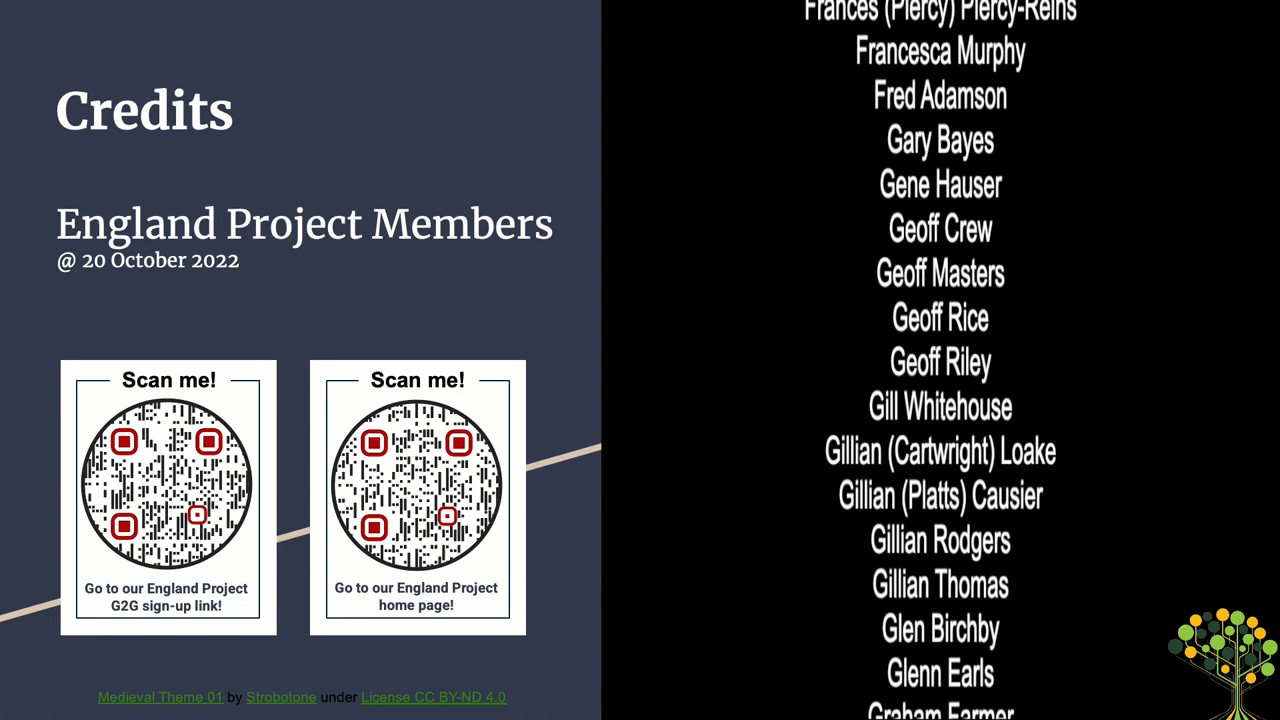 Credits
England Project Members
@ 20 October 2022
Scan me!
Go to our England Project
G2G sign-up link!
Scan me!
Go to our England Project
home page!
Medieval Theme 01 by Strobotone under License CC BY-ND 4.0
Frances (Piercy) Piercy-Reins
Francesca Murphy
Fred Adamson
Gary Bayes
Gene Hauser
Geoff Crew
Geoff Masters
Geoff Rice
Geoff Riley
Gill Whitehouse
Gillian (Cartwright) Loake
Gillian (Platts) Causier
Gillian Rodgers
Gillian Thomas
Glen Birchby
Glenn Earls
Graham Farmer